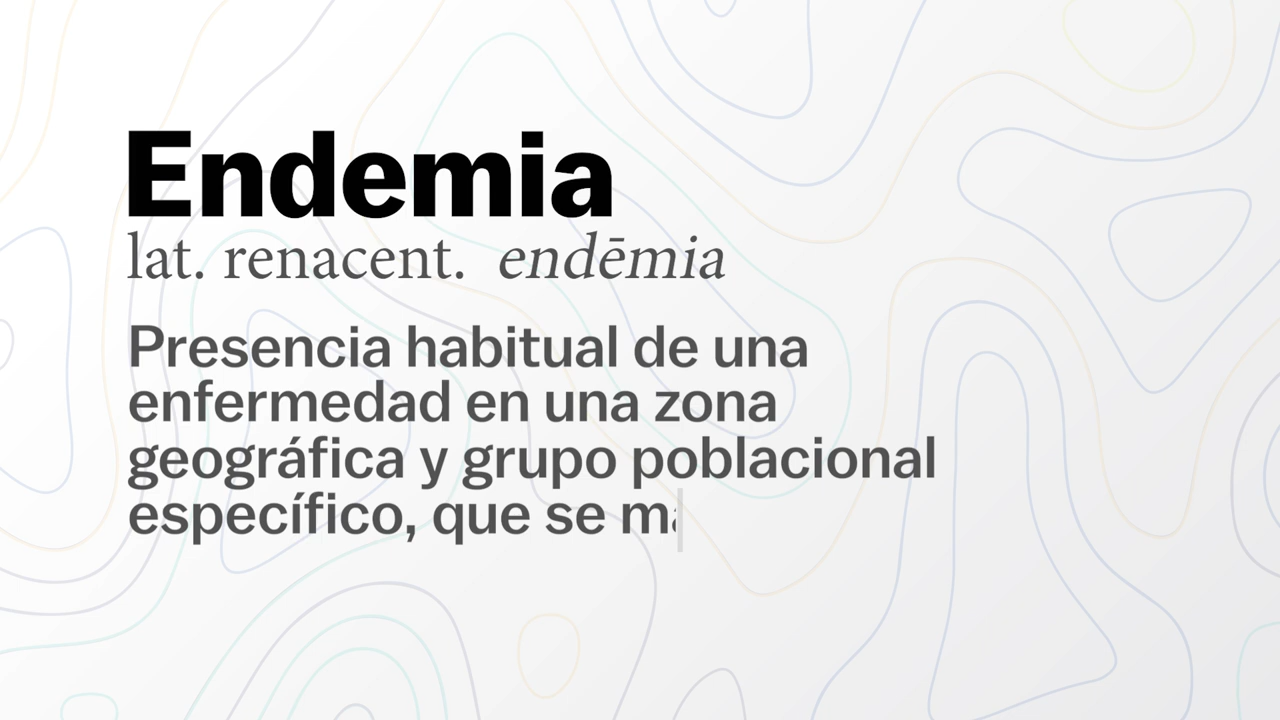 Endemia
lat. renacent. endēmia
Presencia habitual de una
enfermedad en una zona
geográfica y grupo poblacional
específico, que se